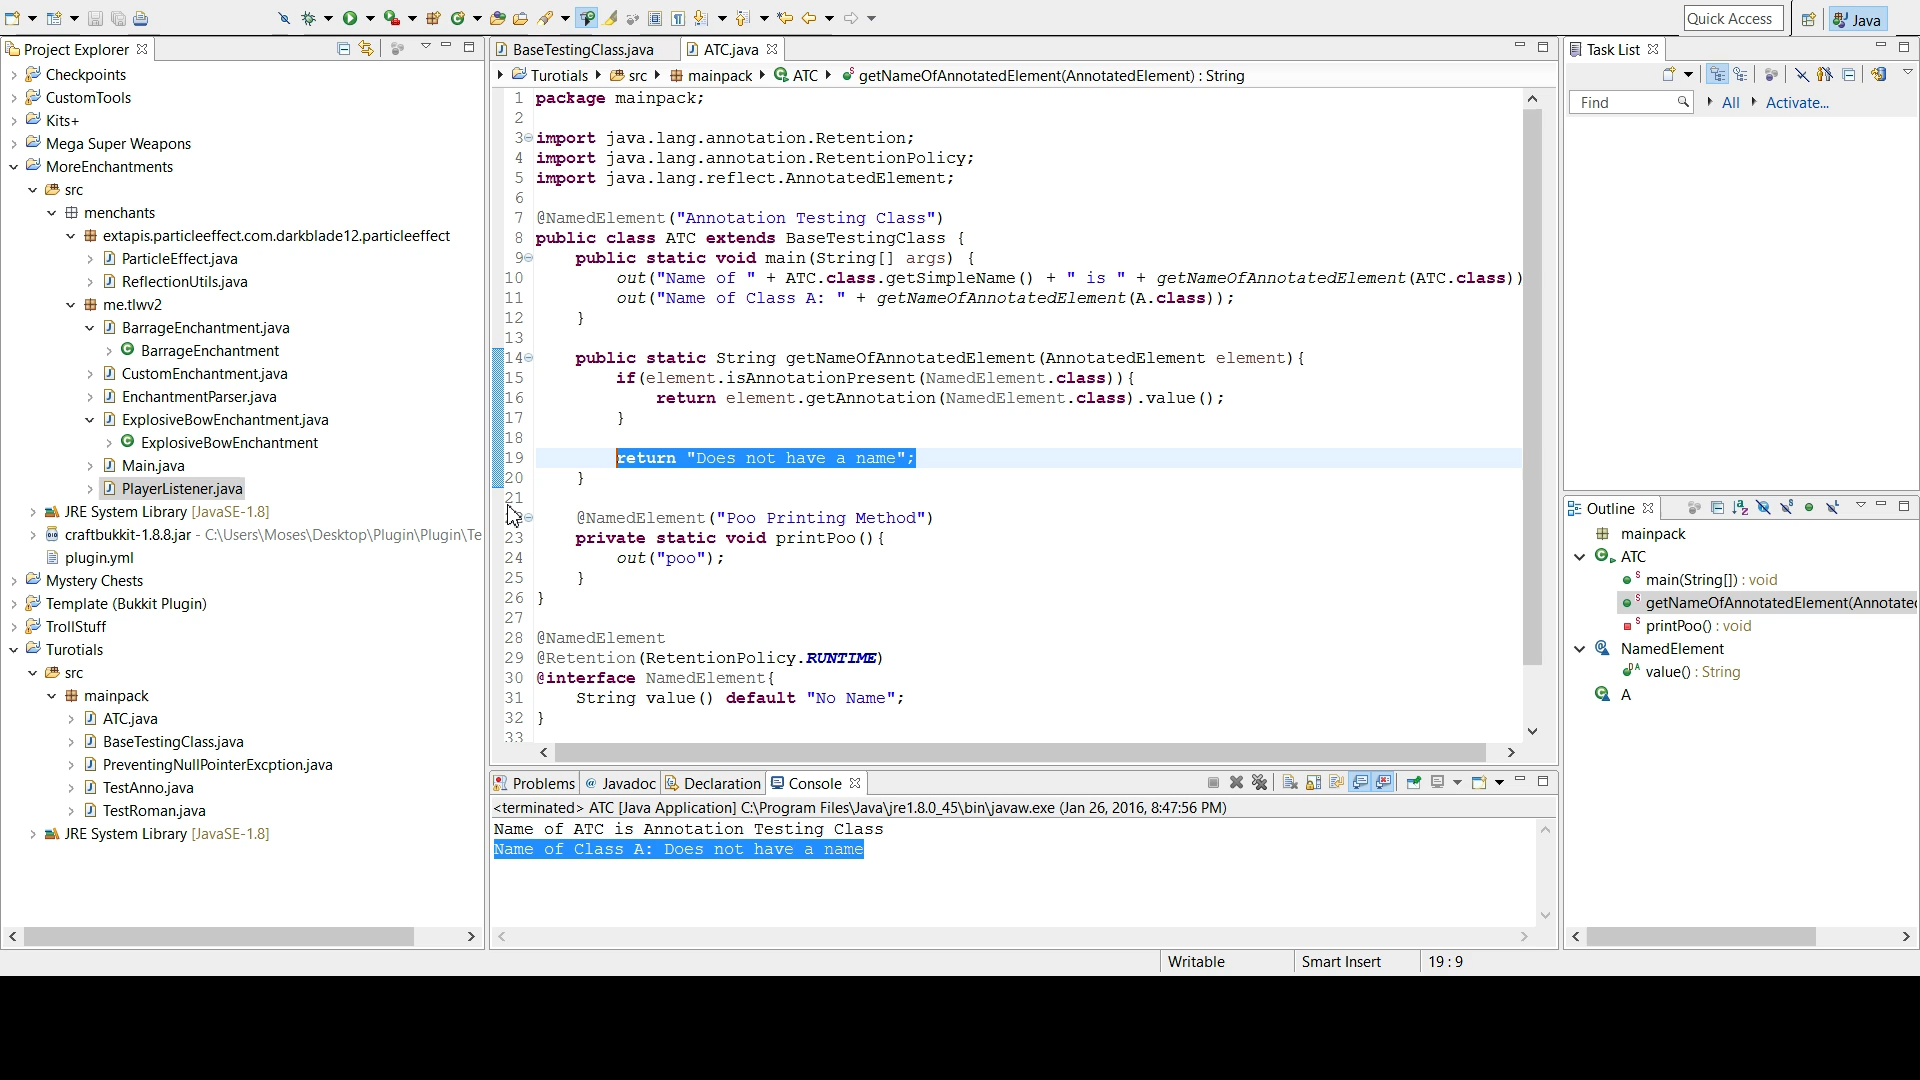 Quick Access
Java
Project Explorer
Checkpoints
CustomTools
Kits+
Mega Super Weapons
MoreEnchantments
src
menchants
extapis.particleeffect.com.darkblade12.particleeffect
ParticleEffect.java
ReflectionUtils.java
me.tlwv2
BarrageEnchantment.java
BarrageEnchantment
CustomEnchantment.java
EnchantmentParser.java
ExplosiveBowEnchantment.java
ExplosiveBowEnchantment
Main.java
PlayerListener.java
JRE System Library [JavaSE-1.8]
craftbukkit-1.8.8.jar - C:\Users\Moses\Desktop\Plugin\Plugin\Te
plugin.yml
Mystery Chests
Template (Bukkit Plugin)
TrollStuff
Turotials
src
mainpack
ATC.java
BaseTestingClass.java
PreventingNullPointerExcption.java
TestAnno.java
TestRoman.java
JRE System Library [JavaSE-1.8]
BaseTestingClass.java ATC.java
Turotials src mainpack ATC getNameOfAnnotatedElement(AnnotatedElement) : String
1 package mainpack;
2
3 import java.lang.annotation.Retention;
4 import java.lang.annotation.RetentionPolicy;
5 import java.lang.reflect.AnnotatedElement;
6
7 @NamedElement("Annotation Testing Class")
8 public class ATC extends BaseTestingClass {
9 public static void main(String[] args) {
10 out("Name of " + ATC.class.getSimpleName() + " is " + getNameOfAnnotatedElement(ATC.class))
11 out("Name of Class A: " + getNameOfAnnotatedElement(A.class));
12 }
13
14 public static String getNameOfAnnotatedElement(AnnotatedElement element){
15 if(element.isAnnotationPresent(NamedElement.class)){
16 return element.getAnnotation(NamedElement.class).value();
17 }
18
19 return "Does not have a name";
20 }
21
@NamedElement("Poo Printing Method")
23 private static void printPoo(){
24 out("poo");
25 }
26 }
27
28 @NamedElement
29 @Retention(RetentionPolicy.RUNTIME)
30 @interface NamedElement{
31 String value() default "No Name";
32 }
33
Problems Javadoc Declaration Console
<terminated> ATC [Java Application] C:\Program Files\Java\jre1.8.0_45\bin\javaw.exe (Jan 26, 2016, 8:47:56 PM)
Name of ATC is Annotation Testing Class
Name of Class A: Does not have a name
Task List
Find All Activate...
Outline
mainpack
ATC
main(String[]) : void
getNameOfAnnotatedElement(Annotate
printPoo() : void
NamedElement
value() : String
A
Writable Smart Insert 19 : 9